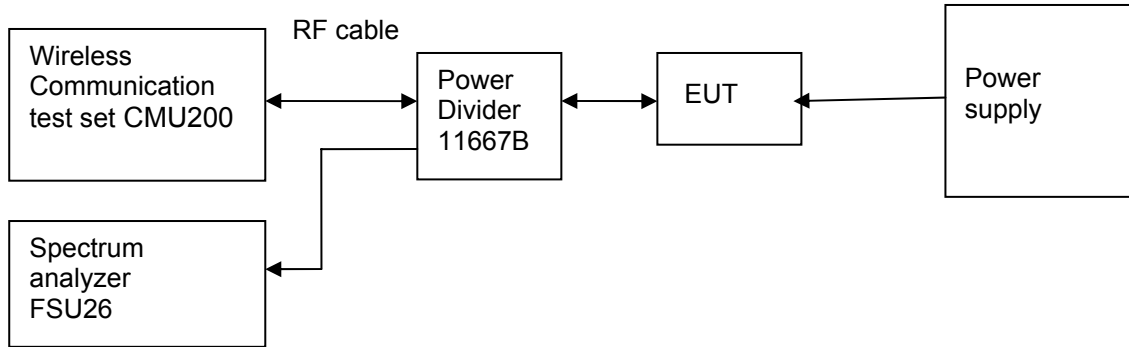 RF cable
Wireless
Communication
test set CMU200
Power
Divider
11667B
EUT
Power
supply
Spectrum
analyzer
FSU26